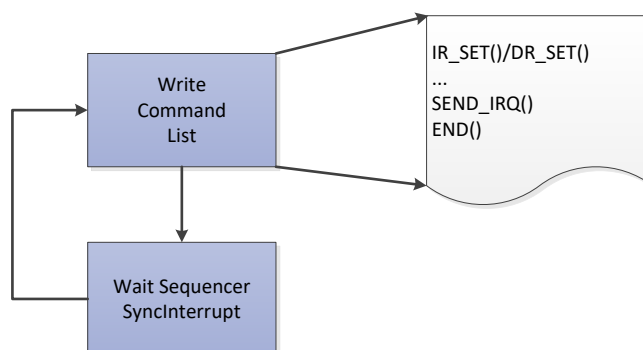 Write
Command
List
IR_SET()/DR_SET()
...
SEND_IRQ()
END()
Wait Sequencer
SyncInterrupt